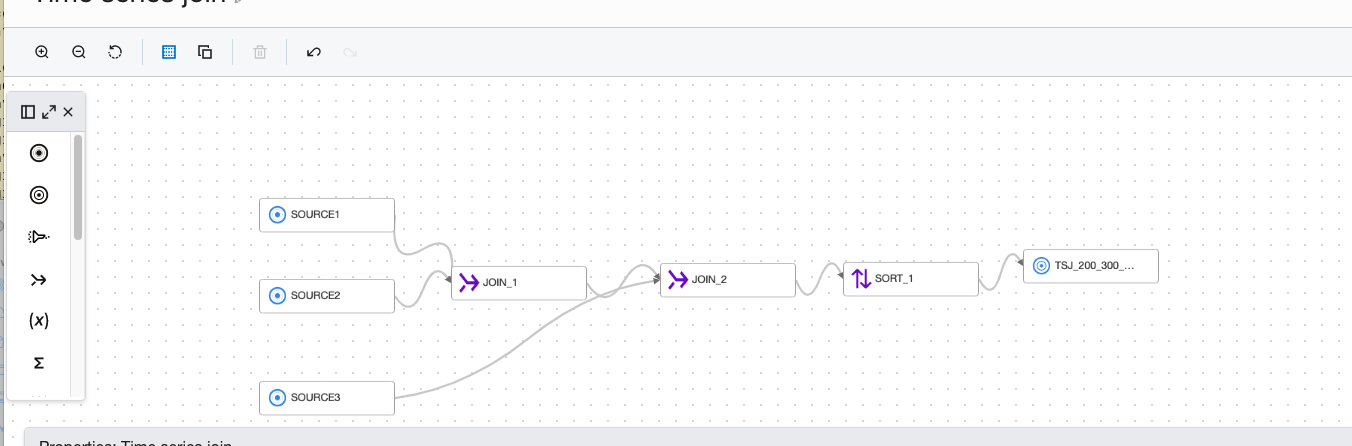 Time series join
SOURCE1
SOURCE2
SOURCE3
JOIN_1
JOIN_2
SORT_1
TSJ_200_300_...
(x)
Σ
Properties: Time series join